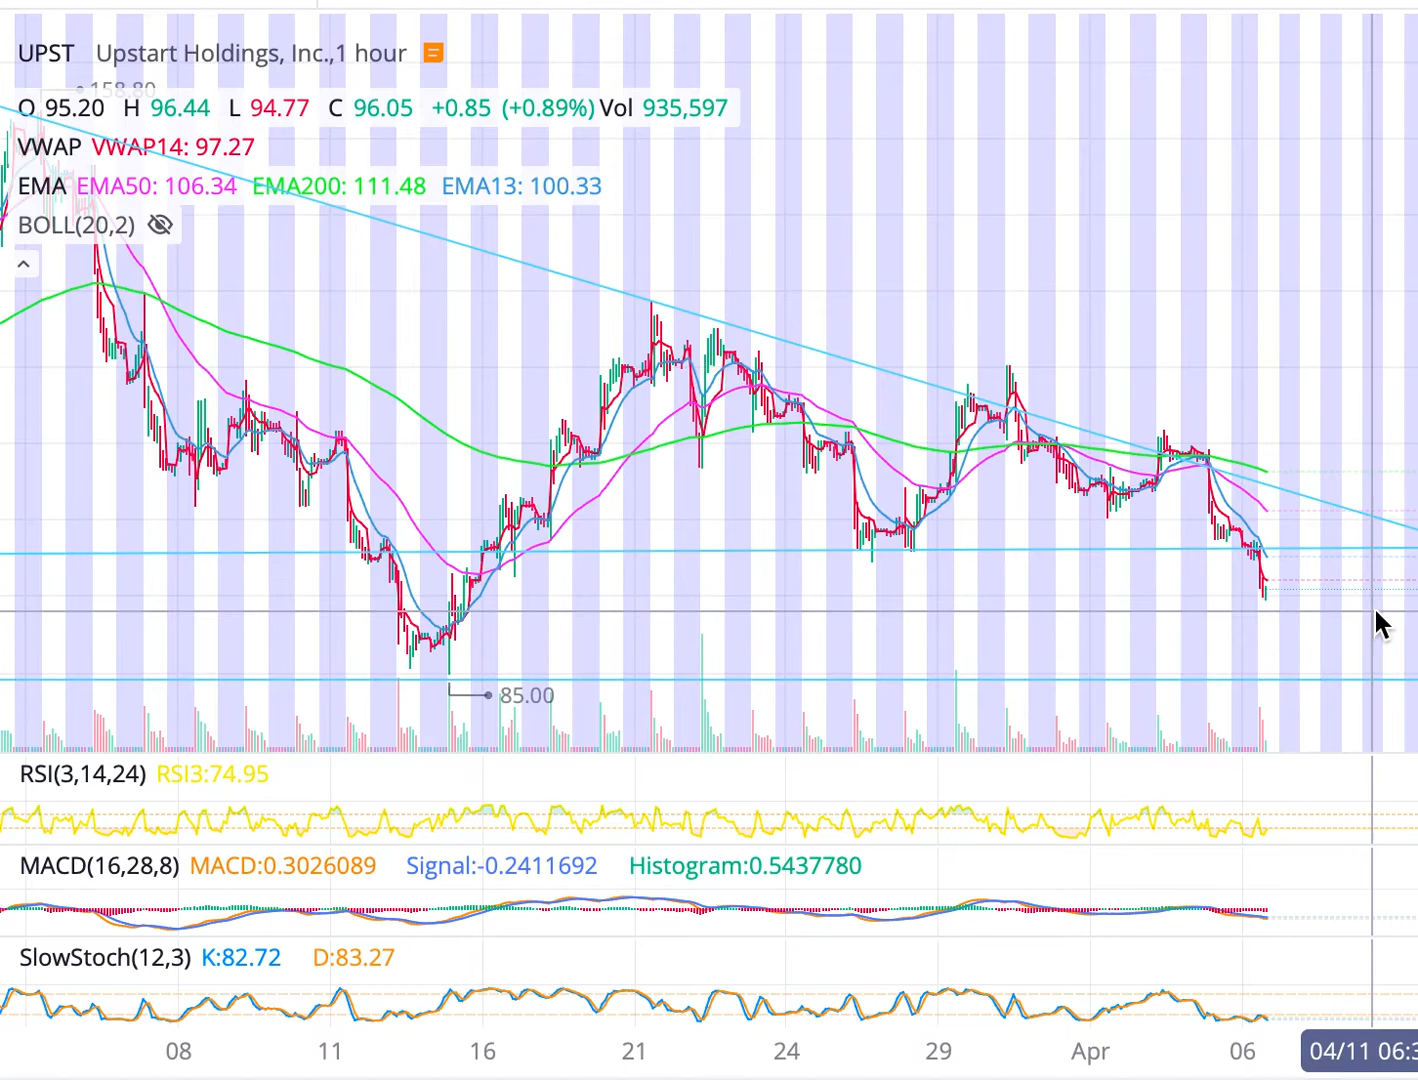 UPST Upstart Holdings, Inc.,1 hour
158.80
O 95.20 H 96.44 L 94.77 C 96.05 +0.85 (+0.89%) Vol 935,597
VWAP VWAP14: 97.27
EMA EMA50: 106.34 EMA200: 111.48 EMA13: 100.33
BOLL(20,2)
85.00
RSI(3,14,24) RSI3:74.95
MACD(16,28,8) MACD:0.3026089 Signal:-0.2411692 Histogram:0.5437780
SlowStoch(12,3) K:82.72 D:83.27
08 11 16 21 24 29 Apr 06 04/11 06:3